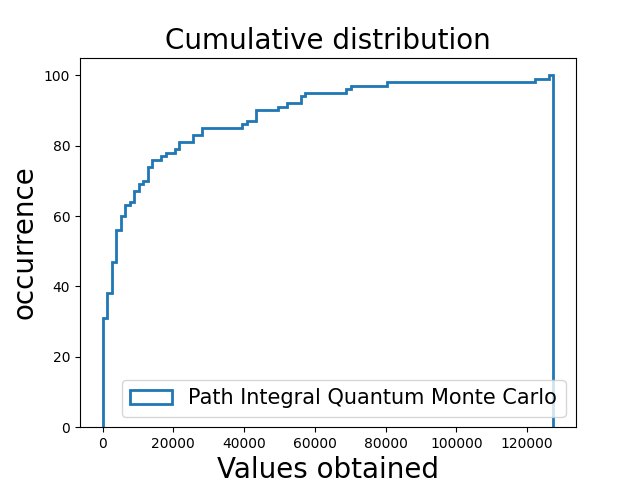 Cumulative distribution
100
80
60
40
20
0
occurrence
Path Integral Quantum Monte Carlo
0 20000 40000 60000 80000 100000 120000
Values obtained